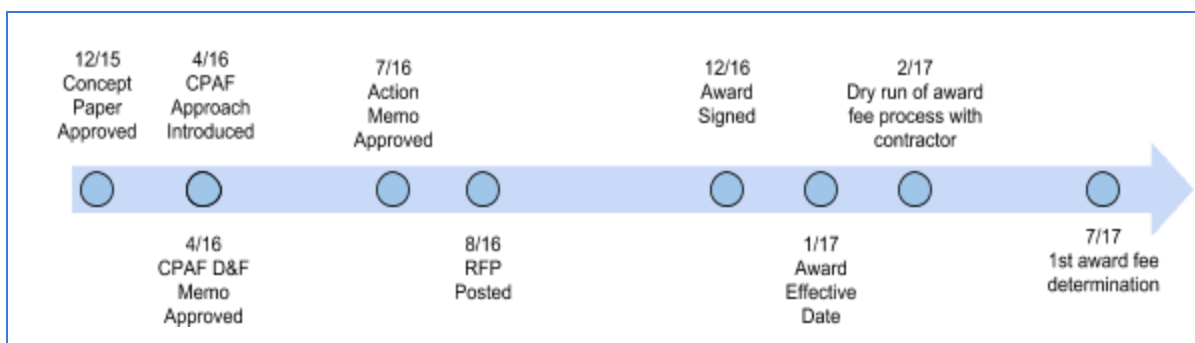 12/15
Concept
Paper
Approved
4/16
CPAF
Approach
Introduced
4/16
CPAF D&F
Memo
Approved
7/16
Action
Memo
Approved
8/16
RFP
Posted
12/16
Award
Signed
1/17
Award
Effective
Date
2/17
Dry run of award
fee process with
contractor
7/17
1st award fee
determination